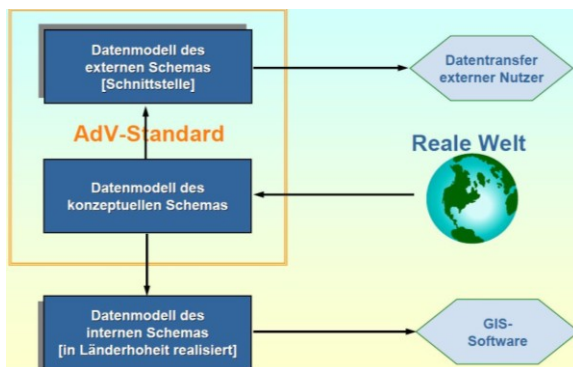 Datenmodell des
externen Schemas
[Schnittstelle]
Datentransfer
externer Nutzer
AdV-Standard
Reale Welt
Datenmodell des
konzeptuellen Schemas
Datenmodell des
internen Schemas
[in Länderhoheit realisiert]
GIS-
Software